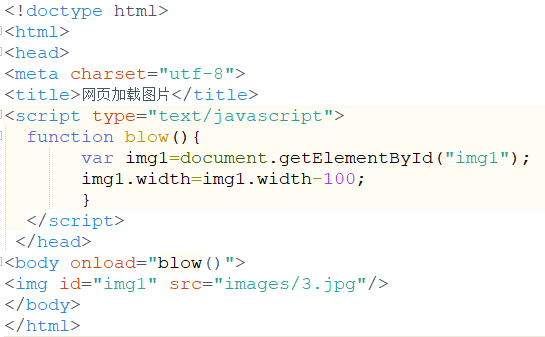 <!doctype html>
<html>
<head>
<meta charset="utf-8">
<title>网页加载图片</title>
<script type="text/javascript">
function blow(){
var img1=document.getElementById("img1");
img1.width=img1.width-100;
}
</script>
</head>
<body onload="blow()">
<img id="img1" src="images/3.jpg"/>
</body>
</html>